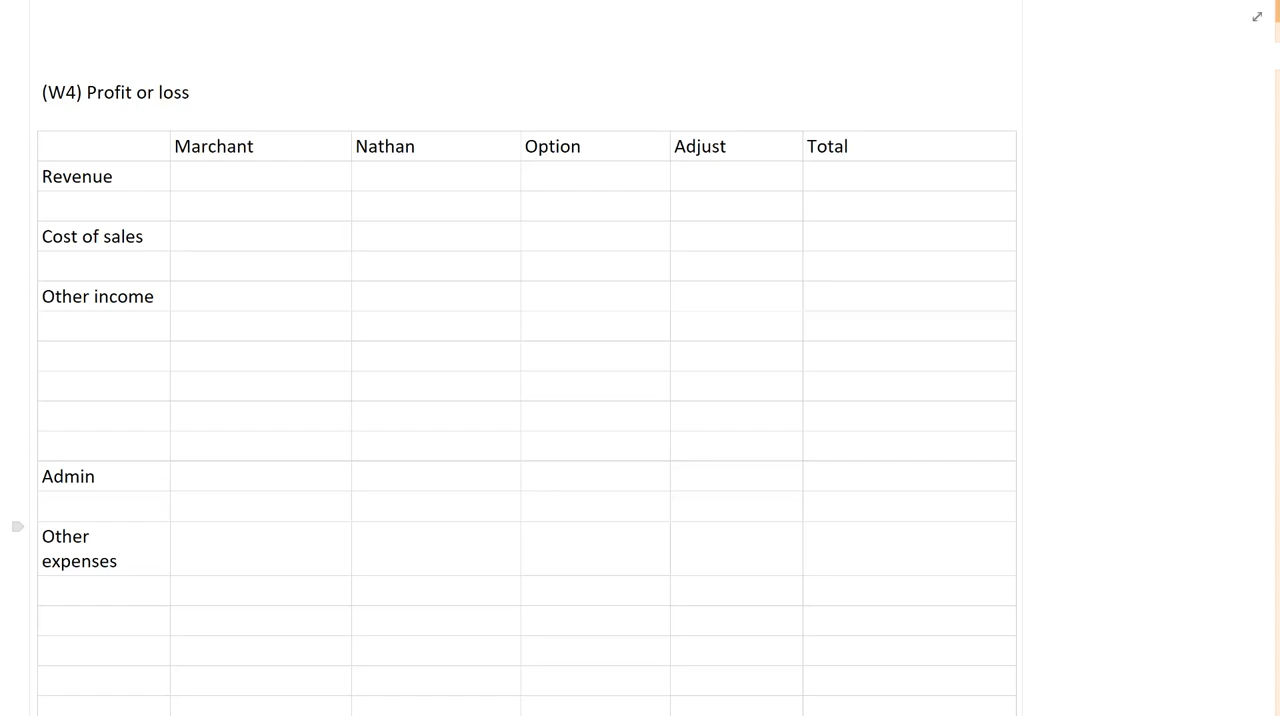 (W4) Profit or loss
Marchant Nathan Option Adjust Total
Revenue
Cost of sales
Other income
Admin
Other
expenses